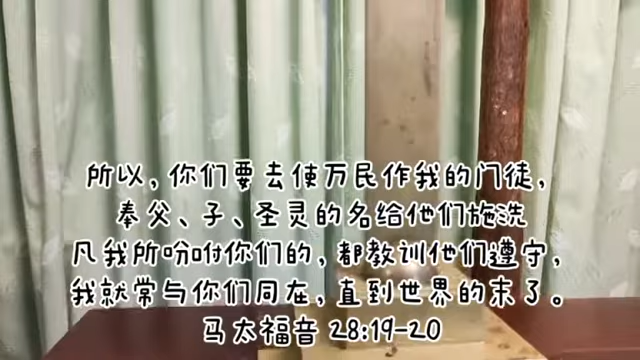 所以,你们要去使万民作我的门徒,
奉父、子、圣灵的名给他们施洗
凡我所吩咐你们的,都教训他们遵守,
我就常与你们同在,直到世界的末了。
马太福音 28:19-20